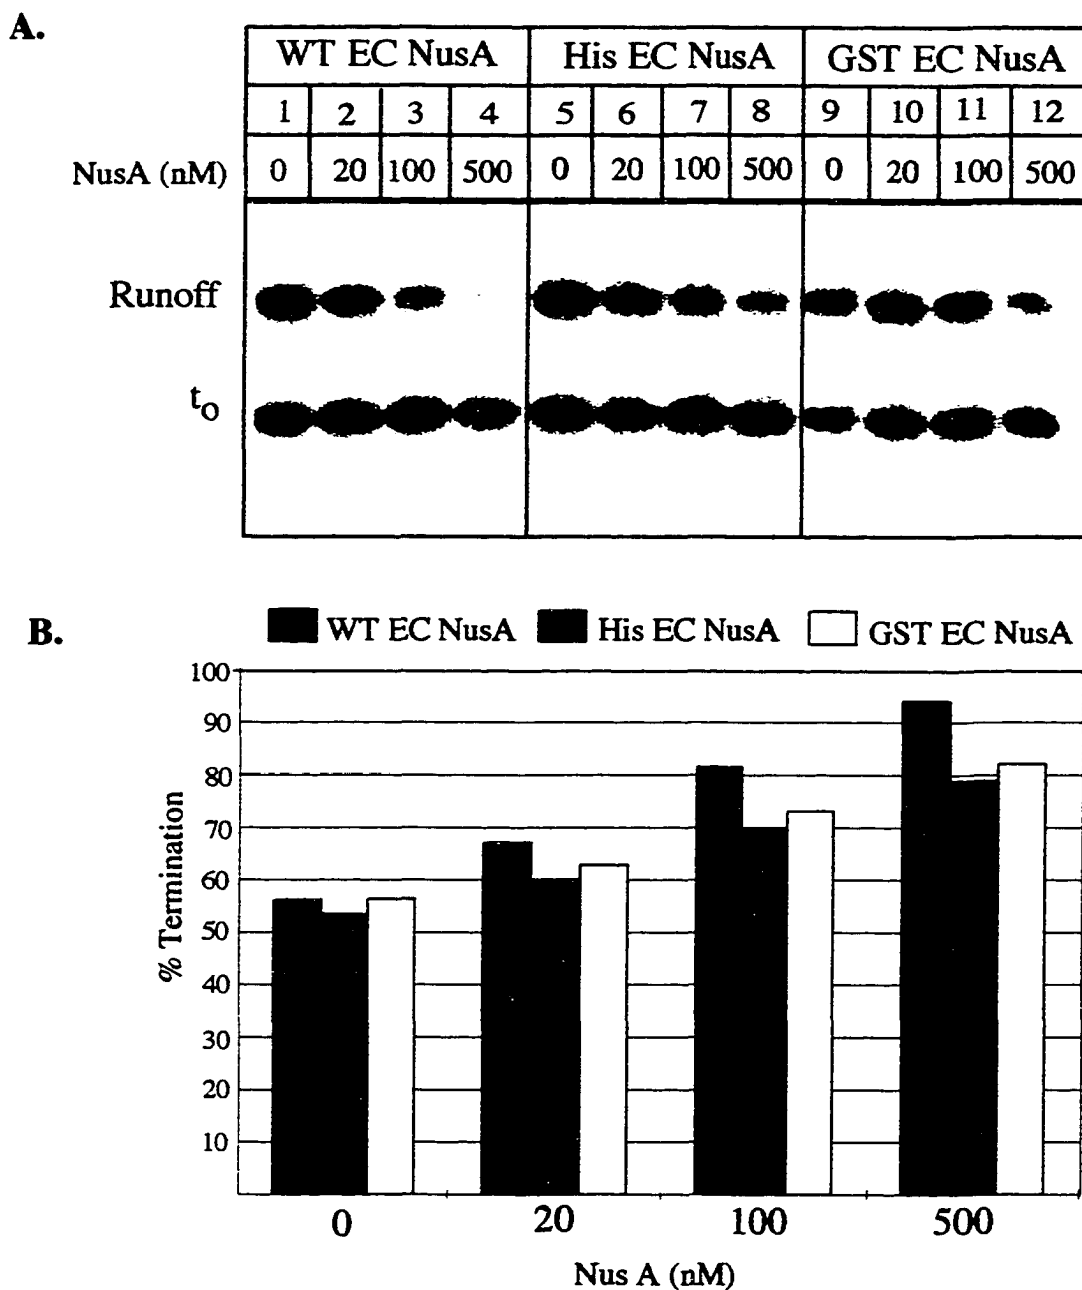 A.
WT EC NusA His EC NusA GST EC NusA
1 2 3 4 5 6 7 8 9 10 11 12
NusA (nM) 0 20 100 500 0 20 100 500 0 20 100 500
Runoff
to
B.
WT EC NusA His EC NusA GST EC NusA
100
90
80
70
60
50
40
30
20
10
% Termination
0 20 100 500
Nus A (nM)